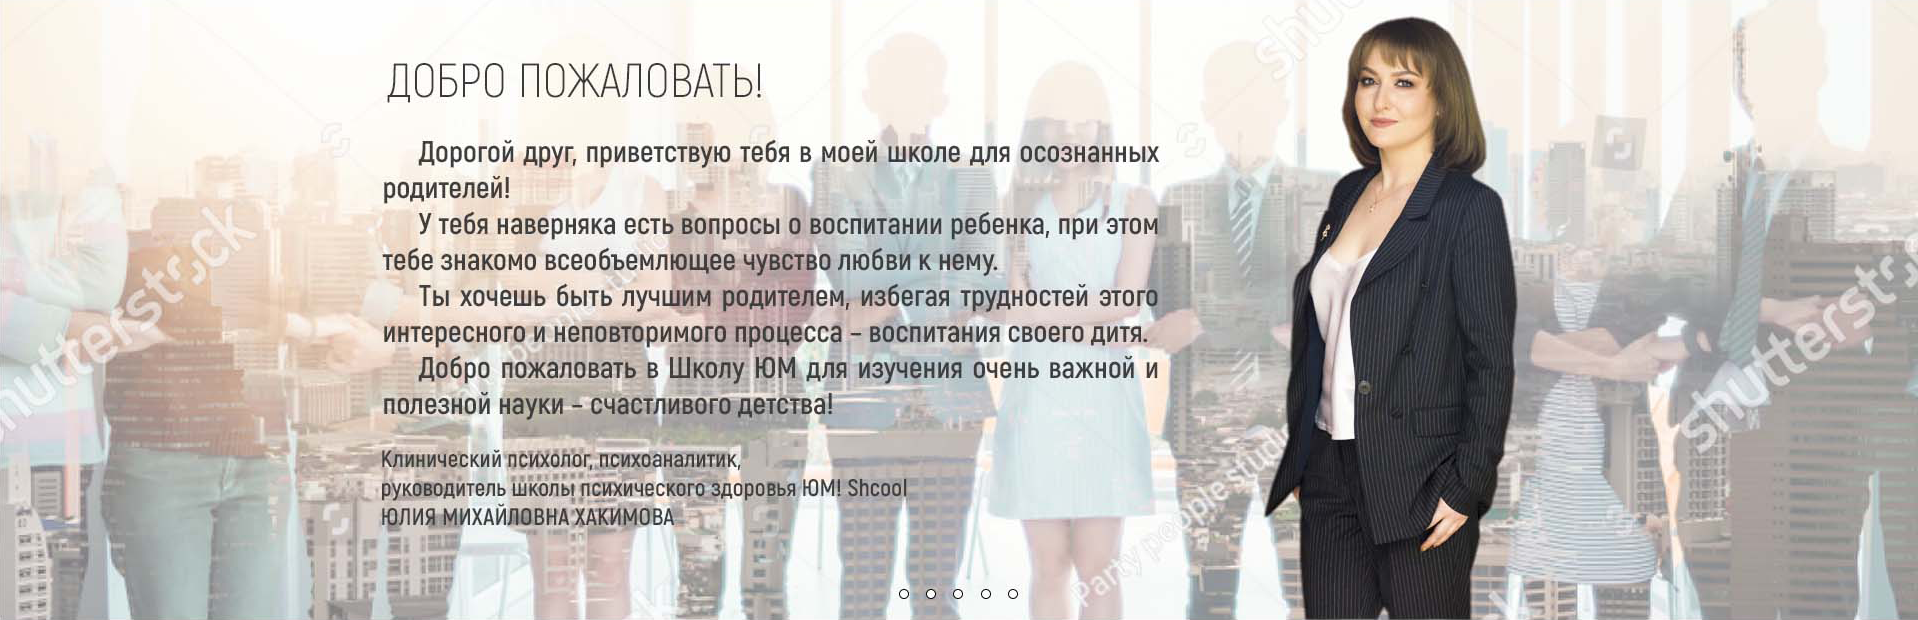 ДОБРО ПОЖАЛОВАТЬ!
Дорогой друг, приветствую тебя в моей школе для осознанных
родителей!
У тебя наверняка есть вопросы о воспитании ребенка, при этом
тебе знакомо всеобъемлющее чувство любви к нему.
Ты хочешь быть лучшим родителем, избегая трудностей этого
интересного и неповторимого процесса – воспитания своего дитя.
Добро пожаловать в Школу ЮМ для изучения очень важной и
полезной науки – счастливого детства!
Клинический психолог, психоаналитик,
руководитель школы психического здоровья ЮМ! Shcool
ЮЛИЯ МИХАЙЛОВНА ХАКИМОВА
shutterstock
shutterstock
Party people studio